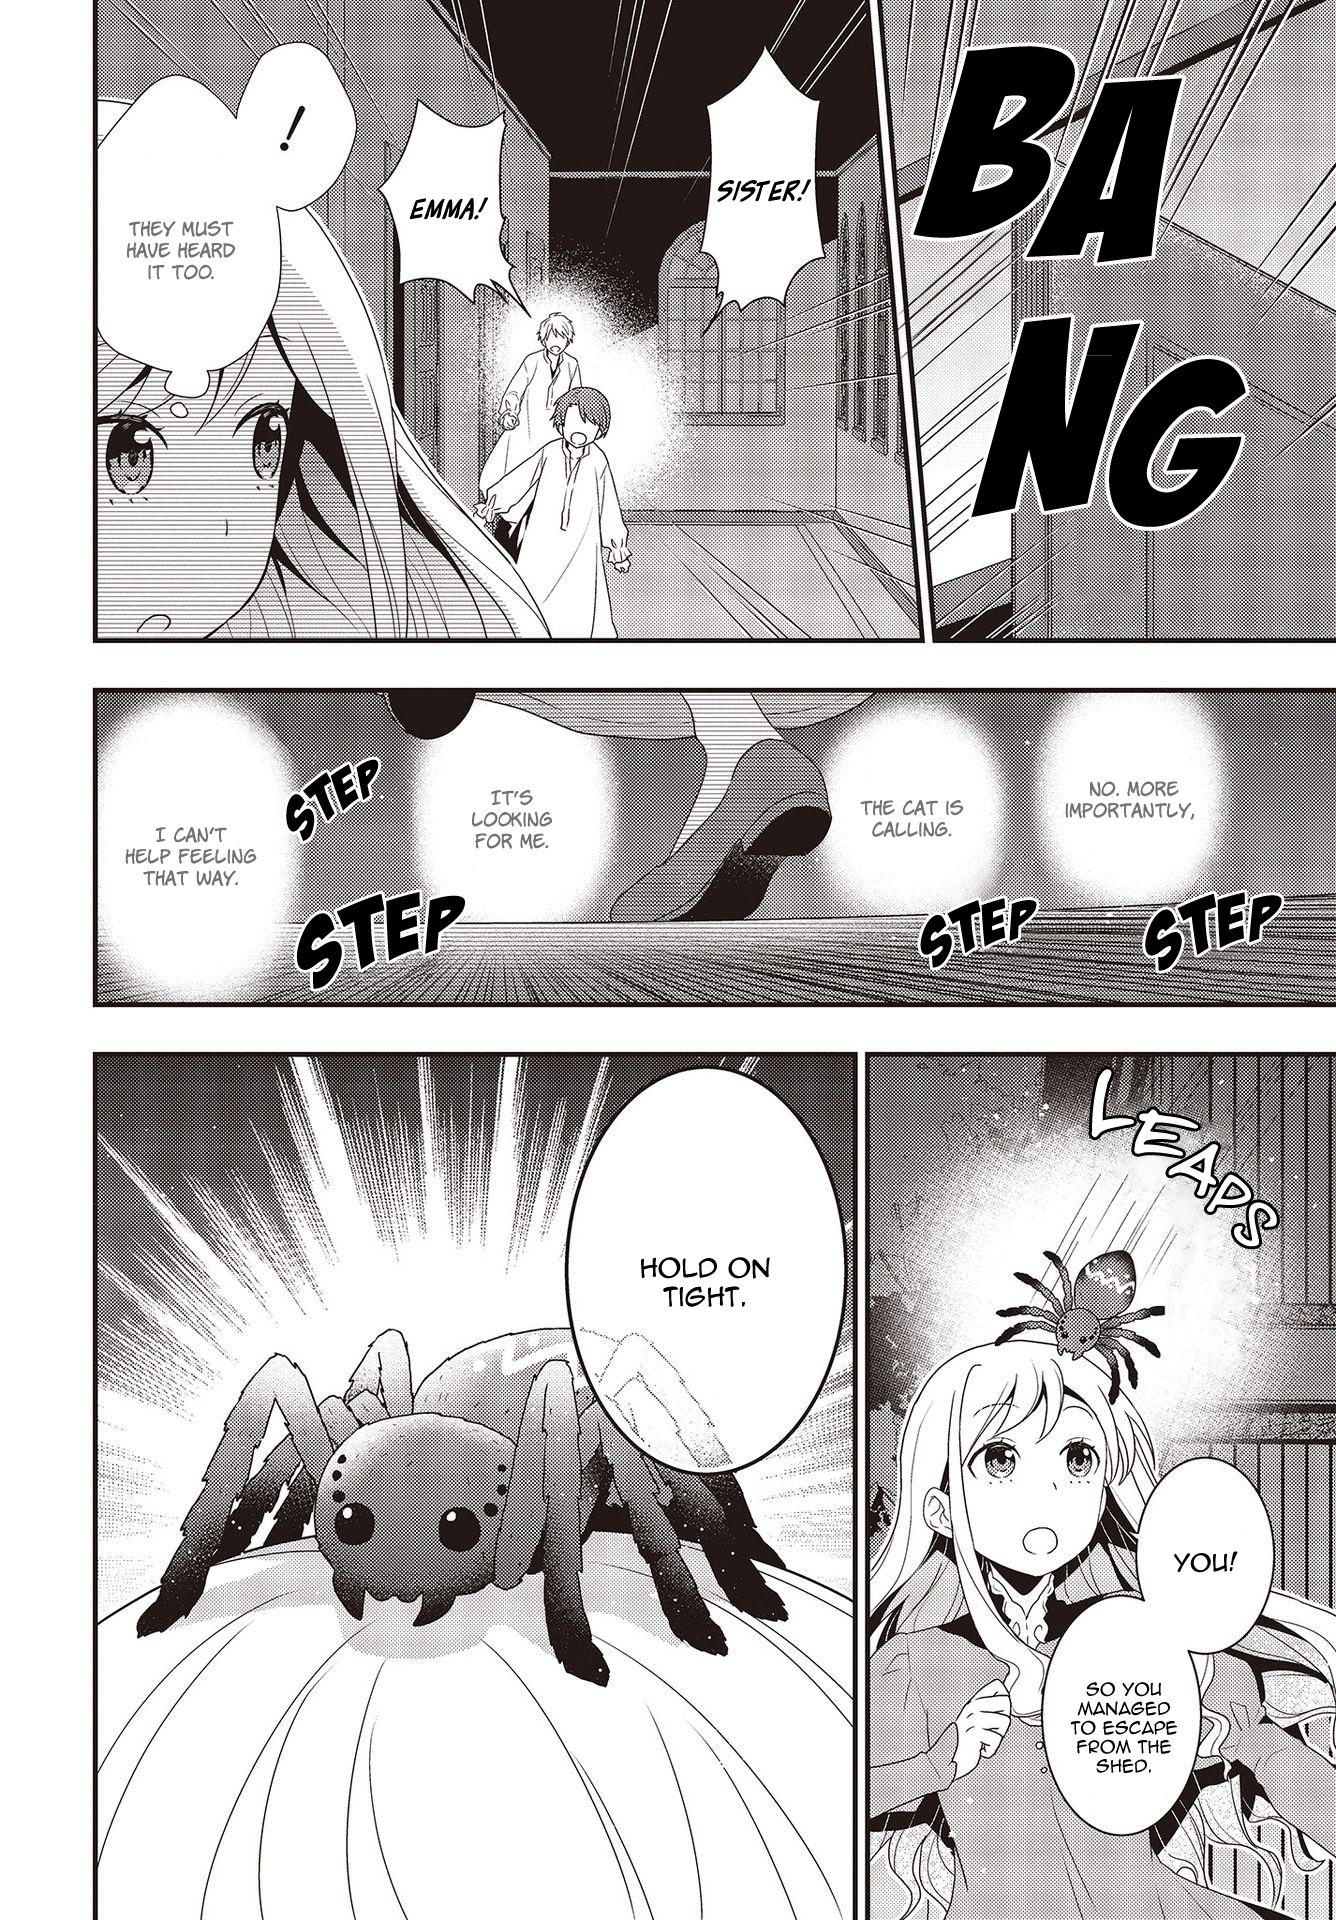 BA
NG
SISTER!
EMMA!
!
THEY MUST
HAVE HEARD
IT TOO.
NO. MORE
IMPORTANTLY,
THE CAT IS
CALLING.
IT'S
LOOKING
FOR ME.
I CAN'T
HELP FEELING
THAT WAY.
STEP
STEP
STEP
STEP
LEAPS
YOU!
SO YOU
MANAGED
TO ESCAPE
FROM THE
SHED.
HOLD ON
TIGHT.